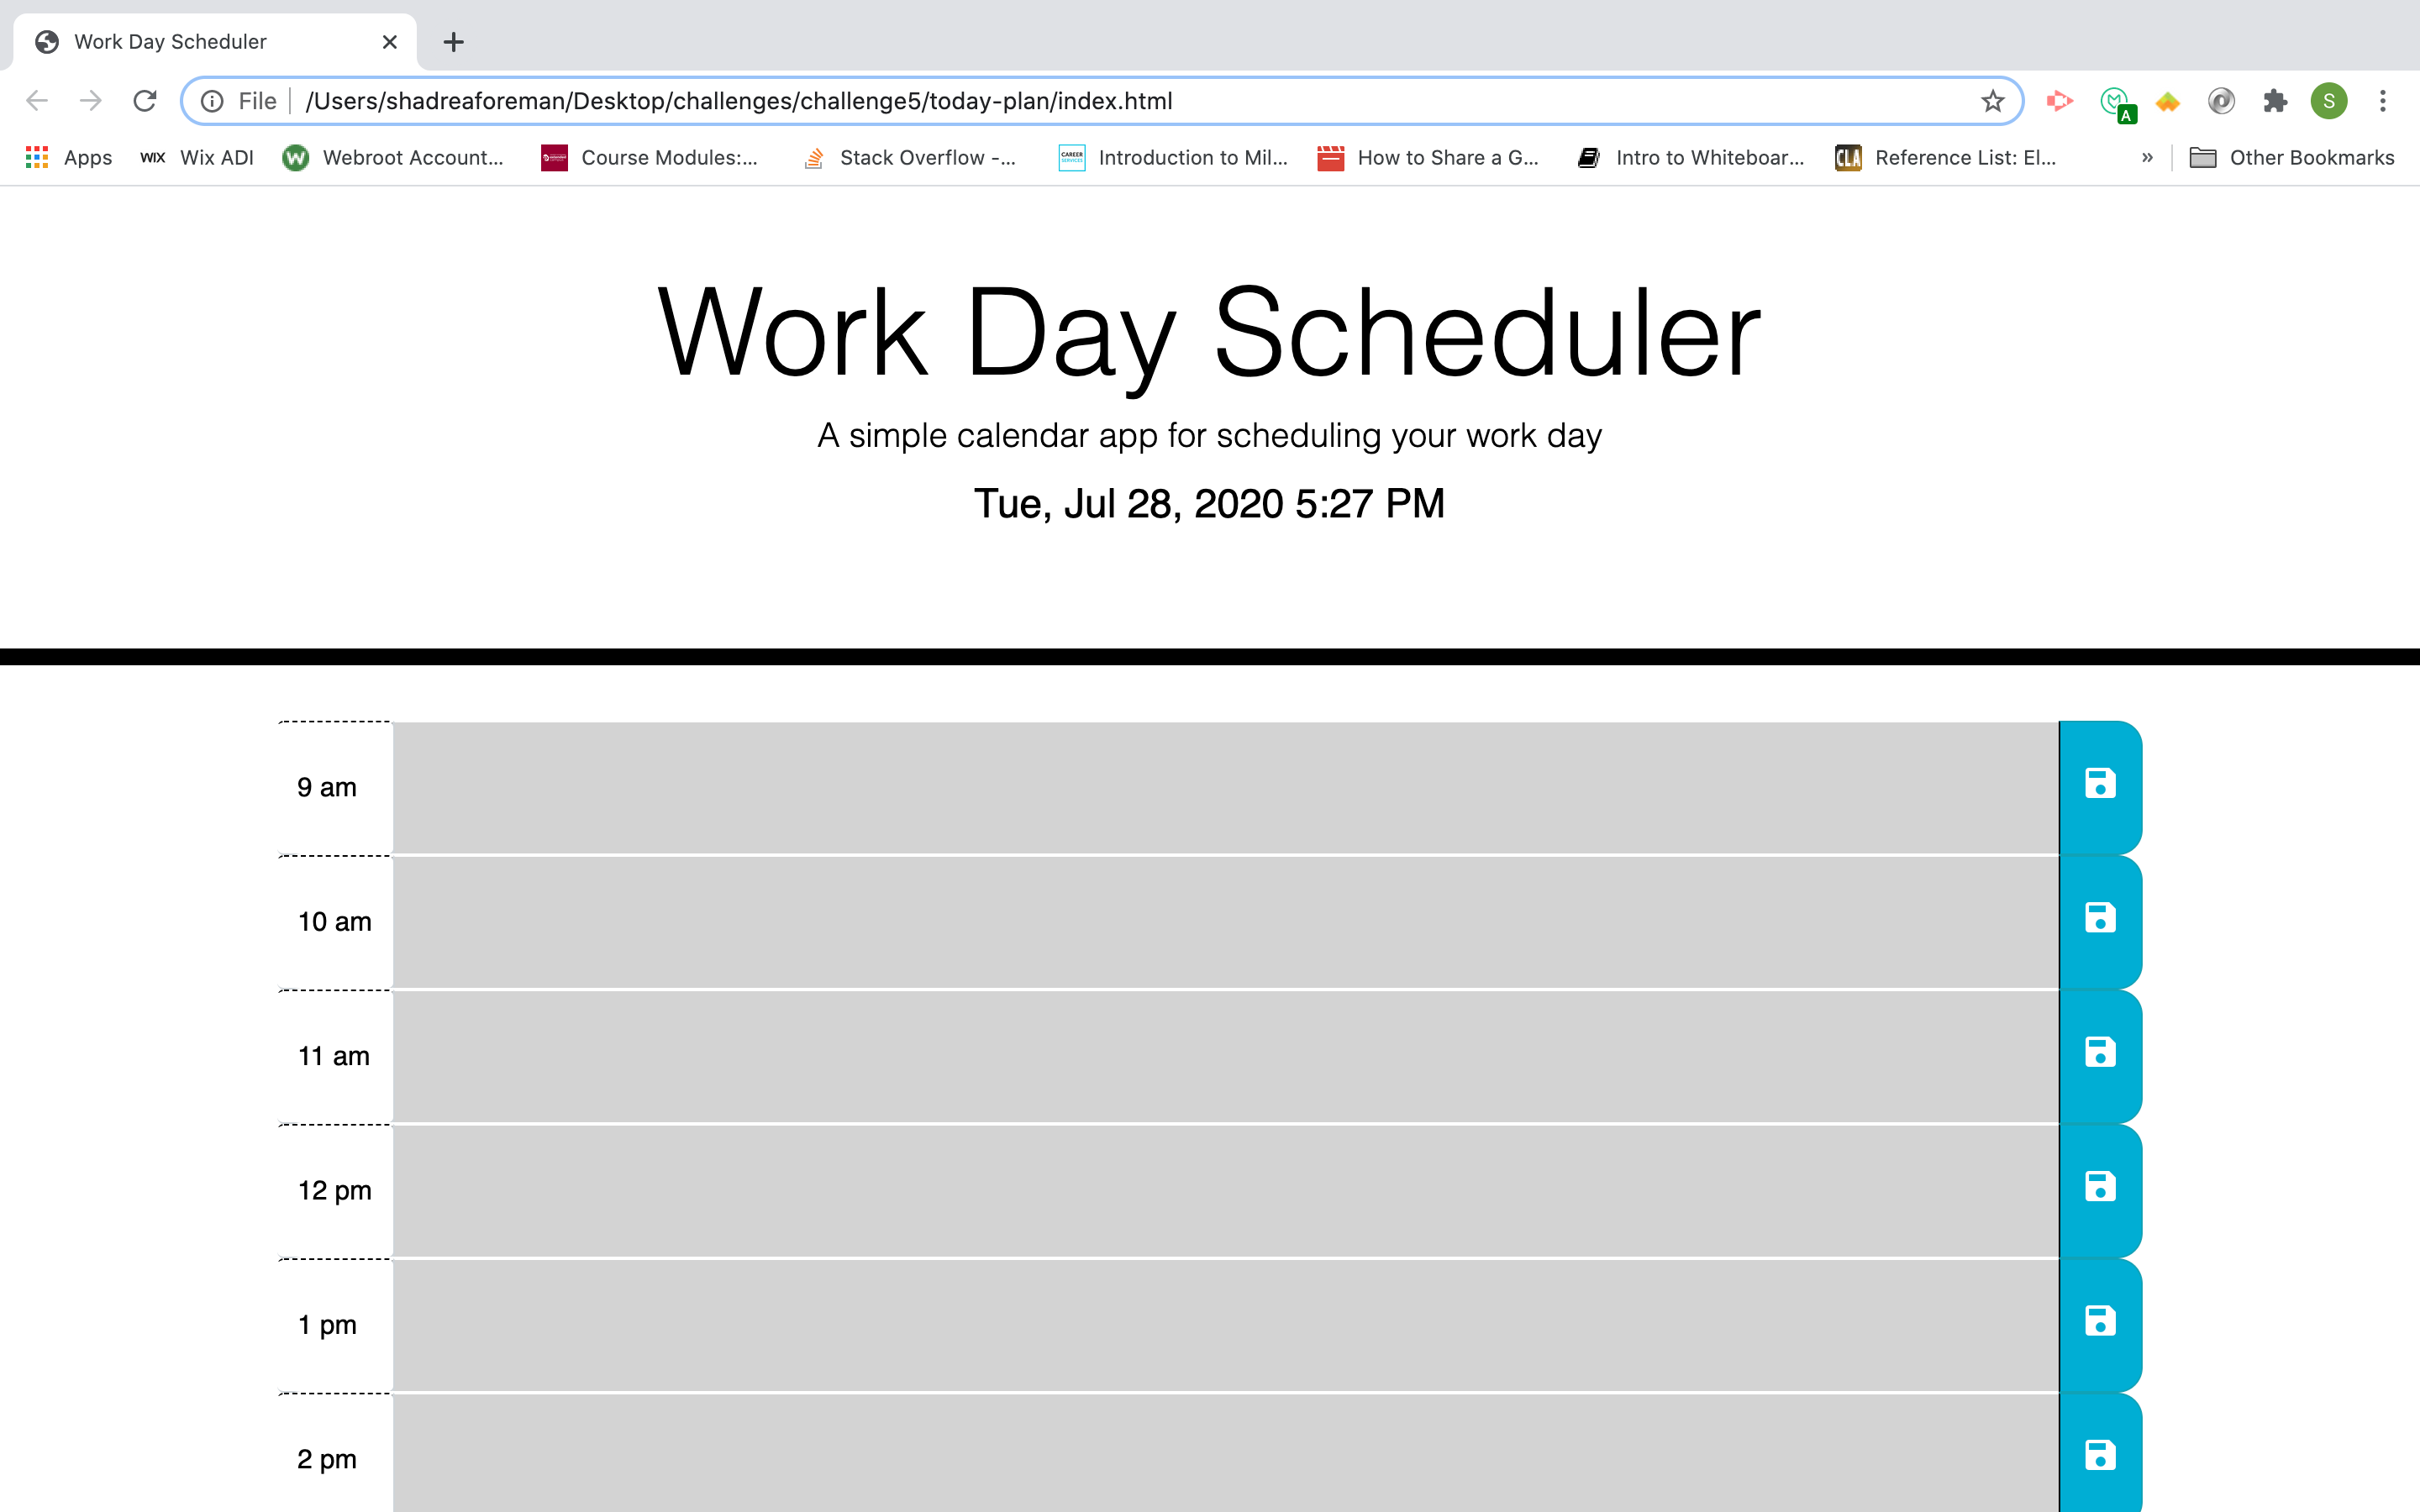 Work Day Scheduler
File /Users/shadreaforeman/Desktop/challenges/challenge5/today-plan/index.html
A
S
Apps WIX Wix ADI W Webroot Account... Course Modules:... Stack Overflow -... CAREER SERVICES Introduction to Mil... How to Share a G... Intro to Whiteboar... CLA Reference List: El... » Other Bookmarks
Work Day Scheduler
A simple calendar app for scheduling your work day
Tue, Jul 28, 2020 5:27 PM
9 am
10 am
11 am
12 pm
1 pm
2 pm